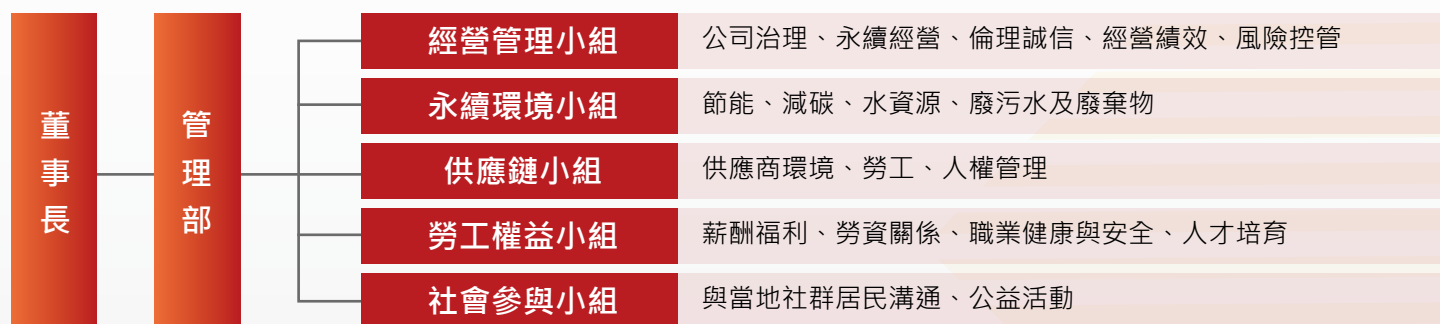 董事長
管理部
經營管理小組
公司治理、永續經營、倫理誠信、經營績效、風險控管
永續環境小組
節能、減碳、水資源、廢污水及廢棄物
供應鏈小組
供應商環境、勞工、人權管理
勞工權益小組
薪酬福利、勞資關係、職業健康與安全、人才培育
社會參與小組
與當地社群居民溝通、公益活動